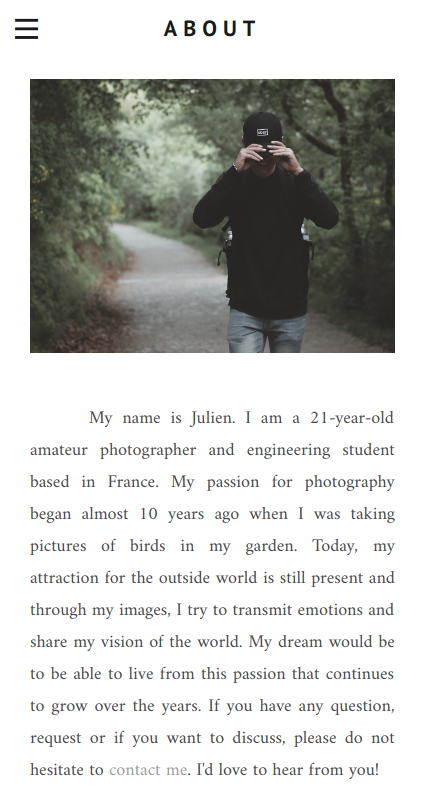 ABOUT
My name is Julien. I am a 21-year-old
amateur photographer and engineering student
based in France. My passion for photography
began almost 10 years ago when I was taking
pictures of birds in my garden. Today, my
attraction for the outside world is still present and
through my images, I try to transmit emotions and
share my vision of the world. My dream would be
to be able to live from this passion that continues
to grow over the years. If you have any question,
request or if you want to discuss, please do not
hesitate to contact me. I'd love to hear from you!